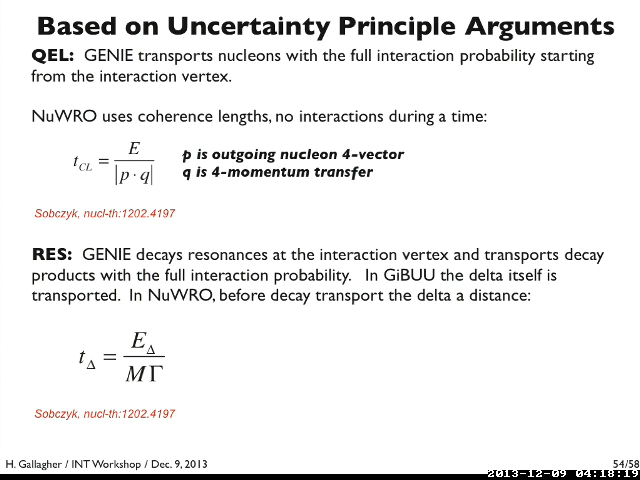 Based on Uncertainty Principle Arguments
QEL: GENIE transports nucleons with the full interaction probability starting
from the interaction vertex.
NuWRO uses coherence lengths, no interactions during a time:
t_CL = E / |p · q|
p is outgoing nucleon 4-vector
q is 4-momentum transfer
Sobczyk, nucl-th:1202.4197
RES: GENIE decays resonances at the interaction vertex and transports decay
products with the full interaction probability. In GiBUU the delta itself is
transported. In NuWRO, before decay transport the delta a distance:
t_Δ = E_Δ / M Γ
Sobczyk, nucl-th:1202.4197
H. Gallagher / INT Workshop / Dec. 9, 2013
54/58
2013-12-09 04:18:19